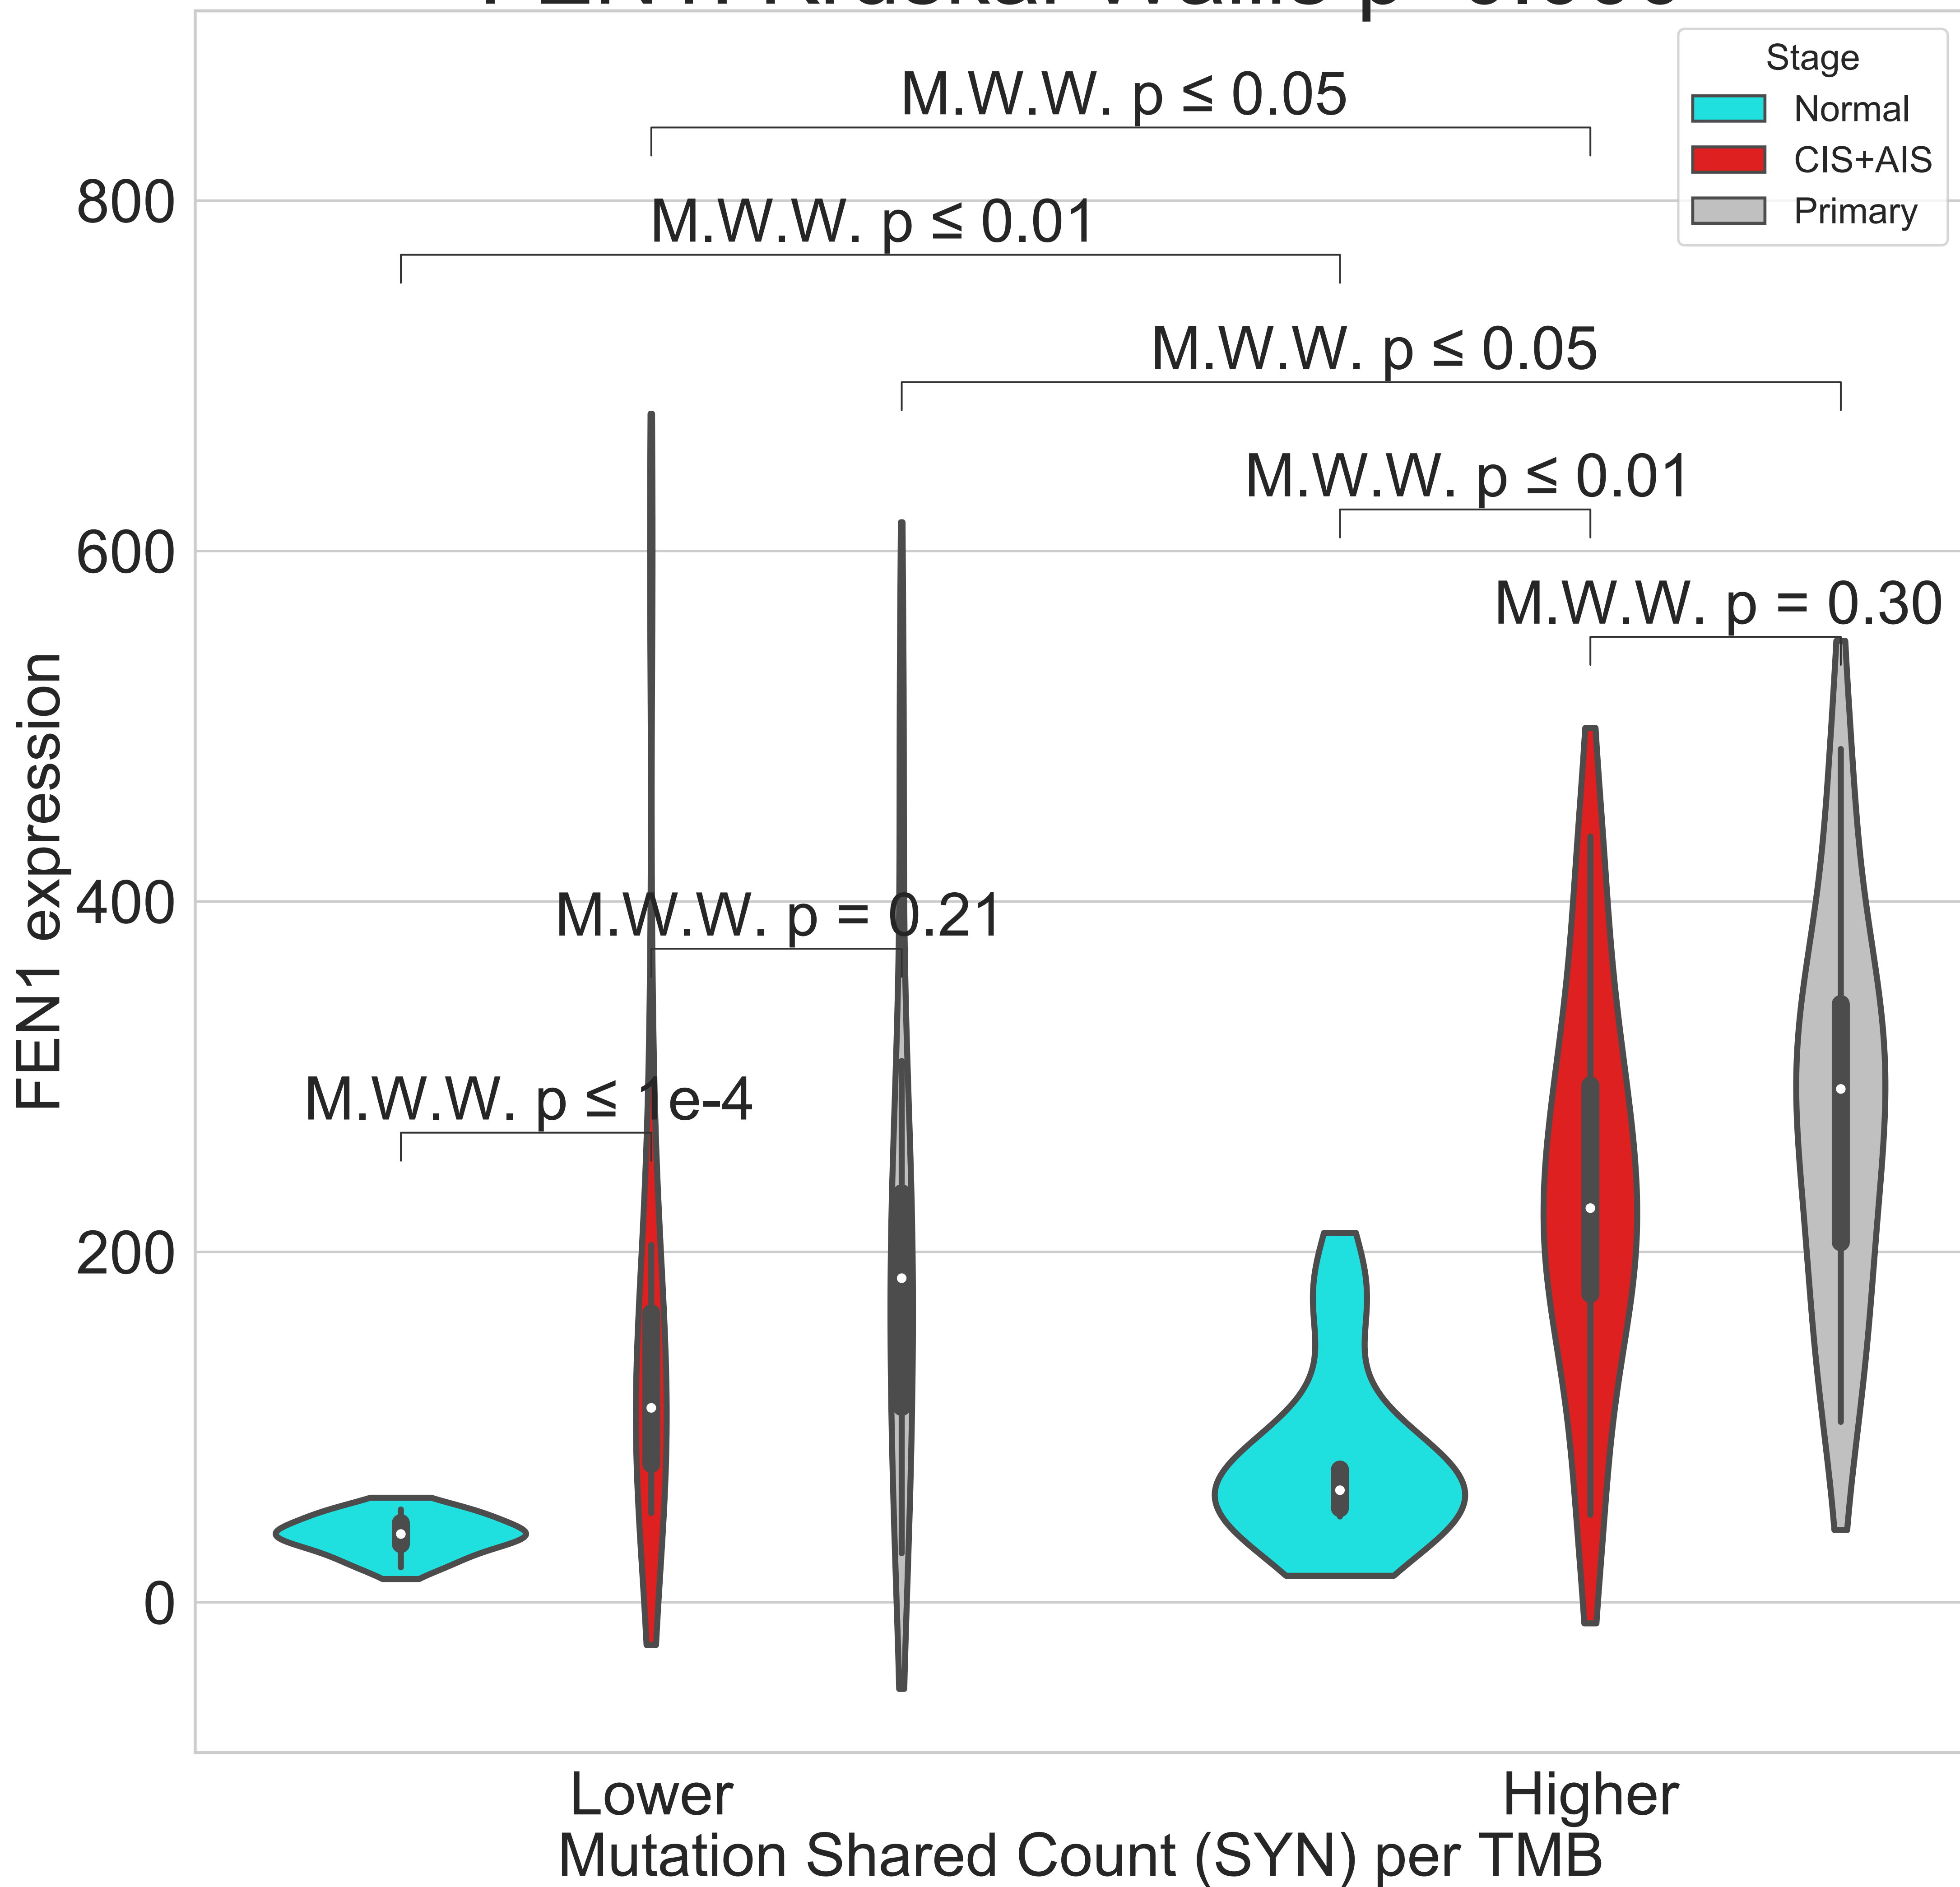 Stage
Normal
CIS+AIS
Primary
M.W.W. p ≤ 0.05
M.W.W. p ≤ 0.01
M.W.W. p ≤ 0.05
M.W.W. p ≤ 0.01
M.W.W. p = 0.30
M.W.W. p = 0.21
M.W.W. p ≤ 1e-4
800
600
400
200
0
FEN1 expression
Lower
Higher
Mutation Shared Count (SYN) per TMB